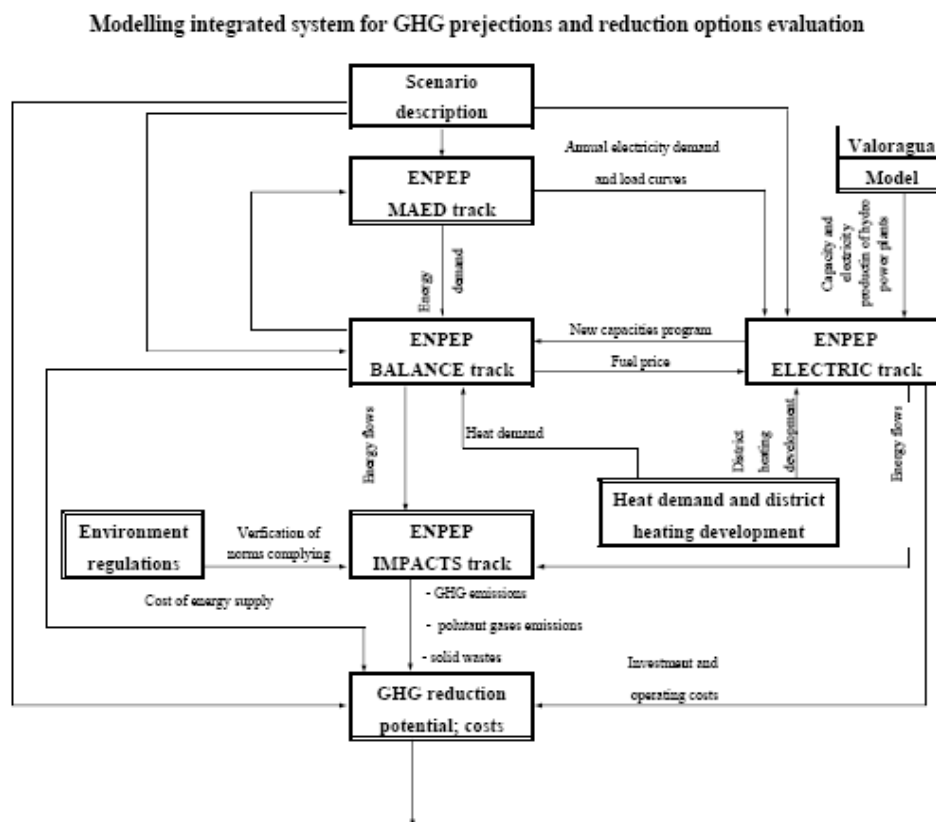 Modelling integrated system for GHG prejections and reduction options evaluation
Scenario
description
Annual electricity demand
and load curves
Valoragua
Model
ENPEP
MAED track
Energy
demand
Capacity and
electricity
productin of hydro
power plants
ENPEP
BALANCE track
New capacities program
Fuel price
ENPEP
ELECTRIC track
Energy flows
Heat demand
District
heating
development
Energy flows
Heat demand and district
heating development
Environment
regulations
Verfication of
norms complying
ENPEP
IMPACTS track
Cost of energy supply
- GHG emissions
- polutant gases emissions
- solid wastes
Investment and
operating costs
GHG reduction
potential; costs